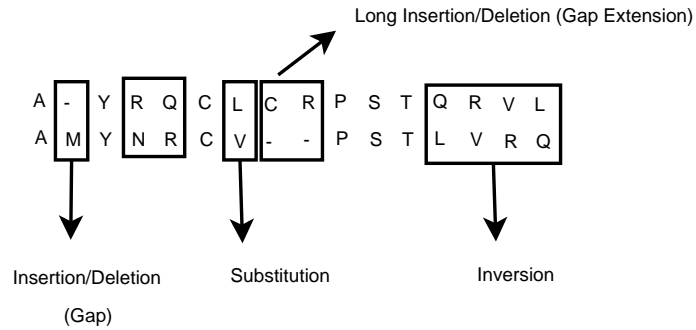 Long Insertion/Deletion (Gap Extension)
A - Y R Q C L C R P S T Q R V L
A M Y N R C V - - P S T L V R Q
Insertion/Deletion
(Gap)
Substitution
Inversion